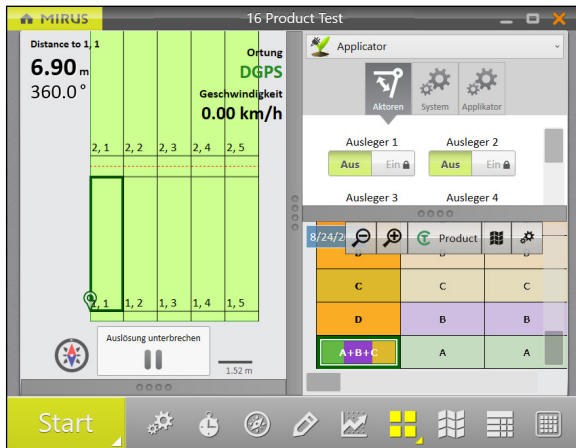 MIRUS
16 Product Test
Distance to 1, 1
6.90 m
360.0 °
Ortung
DGPS
Geschwindigkeit
0.00 km/h
2, 1 2, 2 2, 3 2, 4 2, 5
1, 1 1, 2 1, 3 1, 4 1, 5
Auslösung unterbrechen
1.52 m
Applicator
Aktoren System Applikator
Ausleger 1 Ausleger 2
Aus Ein Aus Ein
Ausleger 3 Ausleger 4
8/24/2
Product
C C C
D B B
A+B+C A A
Start